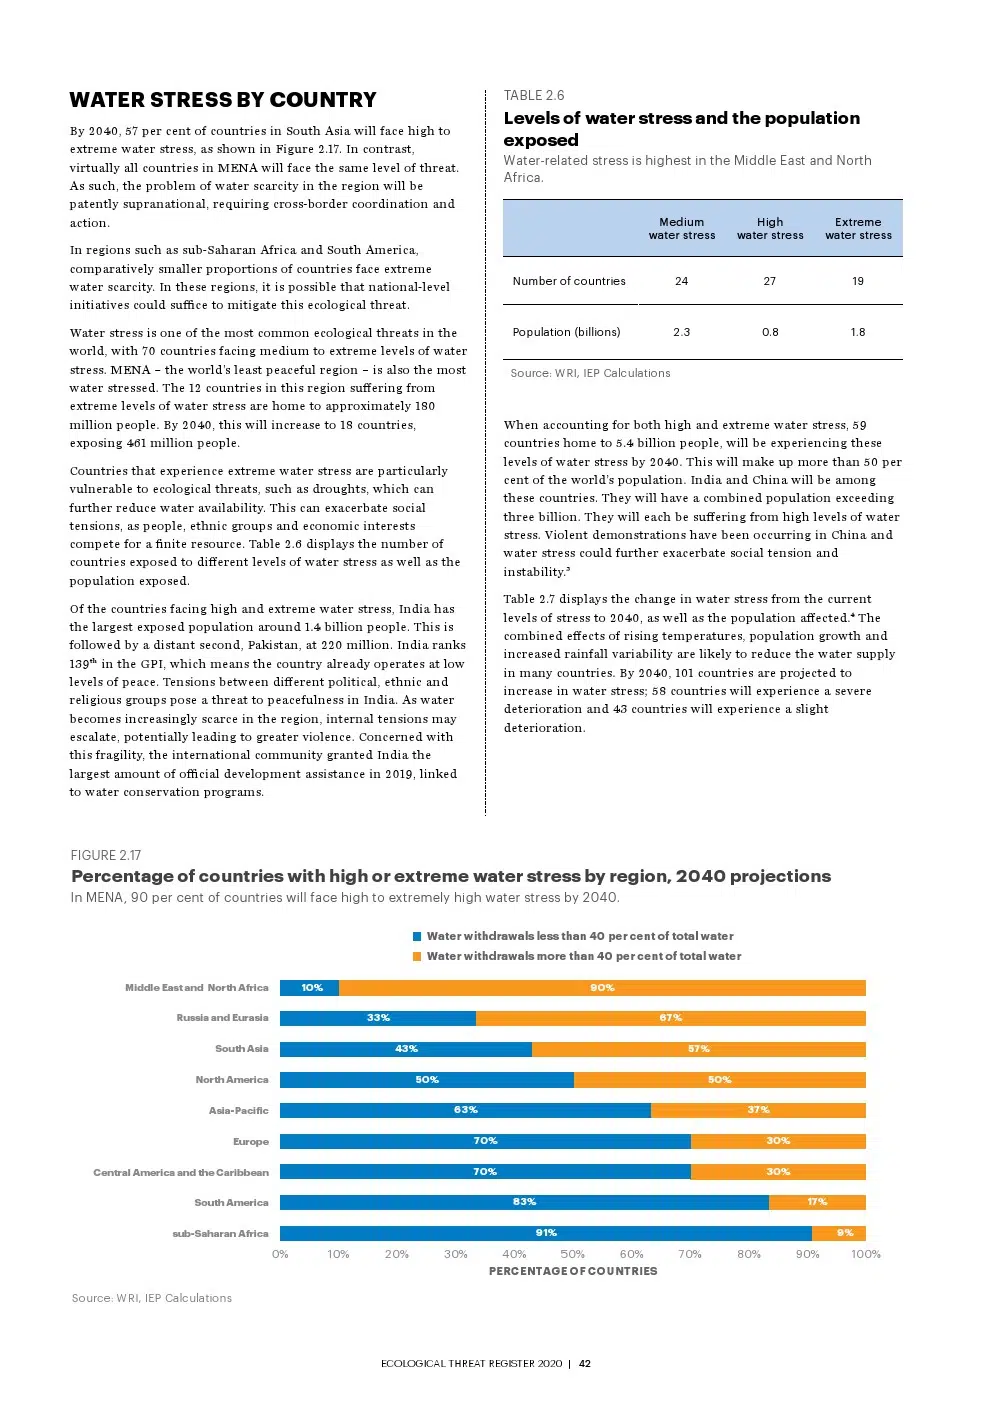 WATER STRESS BY COUNTRY
By 2040, 57 per cent of countries in South Asia will face high to
extreme water stress, as shown in Figure 2.17. In contrast,
virtually all countries in MENA will face the same level of threat.
As such, the problem of water scarcity in the region will be
patently supranational, requiring cross-border coordination and
action.
In regions such as sub-Saharan Africa and South America,
comparatively smaller proportions of countries face extreme
water scarcity. In these regions, it is possible that national-level
initiatives could suffice to mitigate this ecological threat.
Water stress is one of the most common ecological threats in the
world, with 70 countries facing medium to extreme levels of water
stress. MENA – the world's least peaceful region – is also the most
water stressed. The 12 countries in this region suffering from
extreme levels of water stress are home to approximately 180
million people. By 2040, this will increase to 18 countries,
exposing 461 million people.
Countries that experience extreme water stress are particularly
vulnerable to ecological threats, such as droughts, which can
further reduce water availability. This can exacerbate social
tensions, as people, ethnic groups and economic interests
compete for a finite resource. Table 2.6 displays the number of
countries exposed to different levels of water stress as well as the
population exposed.
Of the countries facing high and extreme water stress, India has
the largest exposed population around 1.4 billion people. This is
followed by a distant second, Pakistan, at 220 million. India ranks
139th in the GPI, which means the country already operates at low
levels of peace. Tensions between different political, ethnic and
religious groups pose a threat to peacefulness in India. As water
becomes increasingly scarce in the region, internal tensions may
escalate, potentially leading to greater violence. Concerned with
this fragility, the international community granted India the
largest amount of official development assistance in 2019, linked
to water conservation programs.
TABLE 2.6
Levels of water stress and the population
exposed
Water-related stress is highest in the Middle East and North
Africa.
Medium High Extreme
water stress water stress water stress
Number of countries 24 27 19
Population (billions) 2.3 0.8 1.8
Source: WRI, IEP Calculations
When accounting for both high and extreme water stress, 59
countries home to 5.4 billion people, will be experiencing these
levels of water stress by 2040. This will make up more than 50 per
cent of the world's population. India and China will be among
these countries. They will have a combined population exceeding
three billion. They will each be suffering from high levels of water
stress. Violent demonstrations have been occurring in China and
water stress could further exacerbate social tension and
instability.³
Table 2.7 displays the change in water stress from the current
levels of stress to 2040, as well as the population affected.⁴ The
combined effects of rising temperatures, population growth and
increased rainfall variability are likely to reduce the water supply
in many countries. By 2040, 101 countries are projected to
increase in water stress; 58 countries will experience a severe
deterioration and 43 countries will experience a slight
deterioration.
FIGURE 2.17
Percentage of countries with high or extreme water stress by region, 2040 projections
In MENA, 90 per cent of countries will face high to extremely high water stress by 2040.
Water withdrawals less than 40 per cent of total water
Water withdrawals more than 40 per cent of total water
Middle East and North Africa 10% 90%
Russia and Eurasia 33% 67%
South Asia 43% 57%
North America 50% 50%
Asia-Pacific 63% 37%
Europe 70% 30%
Central America and the Caribbean 70% 30%
South America 83% 17%
sub-Saharan Africa 91% 9%
0% 10% 20% 30% 40% 50% 60% 70% 80% 90% 100%
PERCENTAGE OF COUNTRIES
Source: WRI, IEP Calculations
ECOLOGICAL THREAT REGISTER 2020 | 42